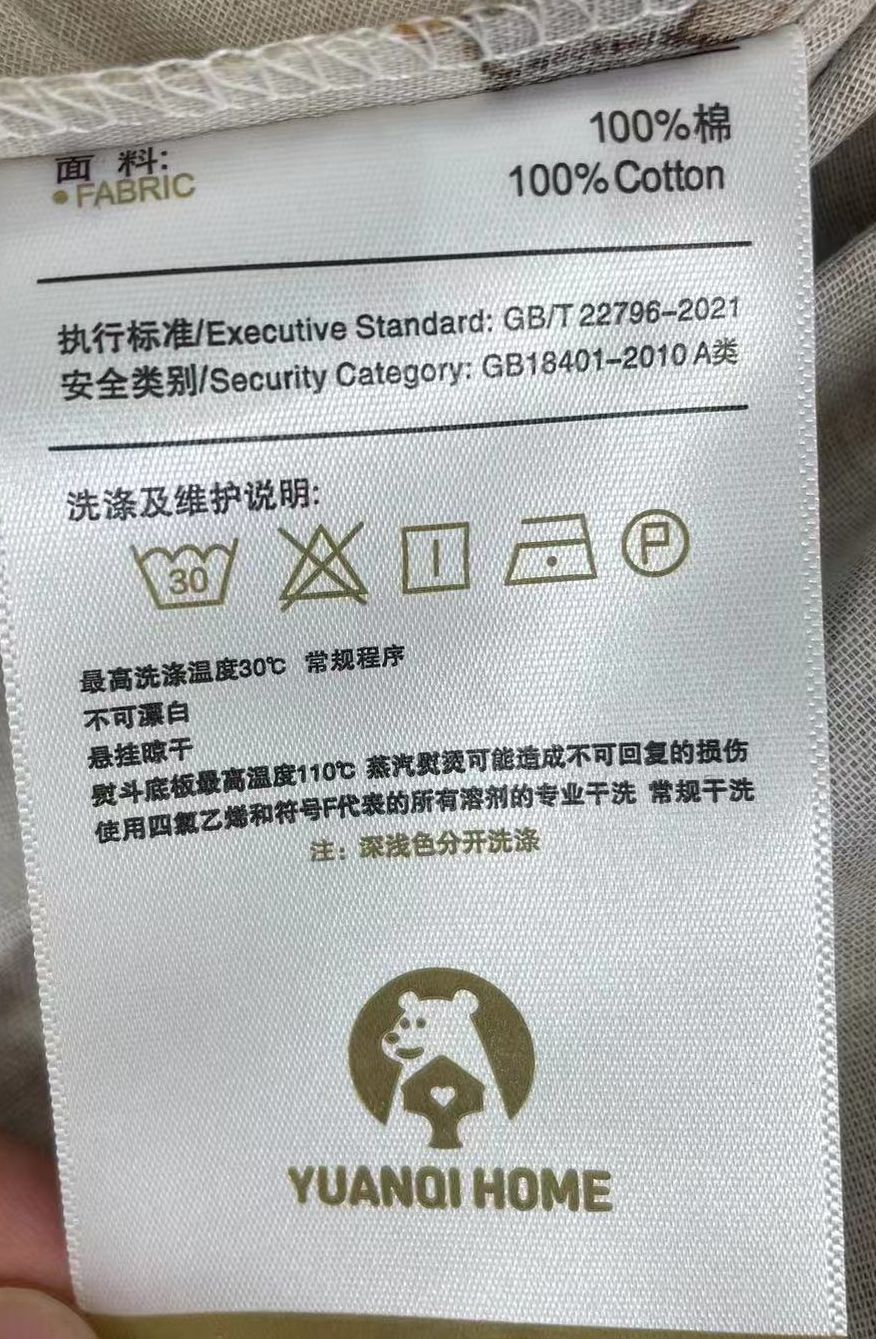 面 料: 100%棉
•FABRIC 100%Cotton
执行标准/Executive Standard: GB/T 22796-2021
安全类别/Security Category: GB18401-2010 A类
洗涤及维护说明:
30 P
最高洗涤温度30℃ 常规程序
不可漂白
悬挂晾干
熨斗底板最高温度110℃ 蒸汽熨烫可能造成不可回复的损伤
使用四氯乙烯和符号F代表的所有溶剂的专业干洗 常规干洗
注: 深浅色分开洗涤
YUANQI HOME